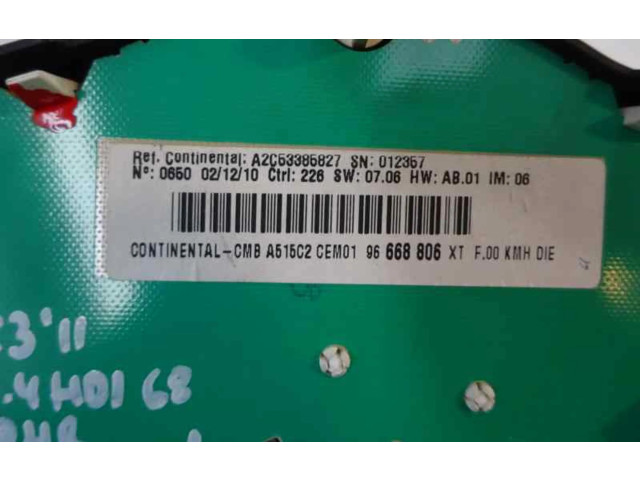 Ref. Continental: A2C53385827 SN: 012357
Nº: 0650 02/12/10 Ctrl: 226 SW: 07.06 HW: AB.01 IM: 06
CONTINENTAL-CMB A515C2 CEM01 96 668 806 XT F.00 KMH DIE
3'11
.4 HDI 68